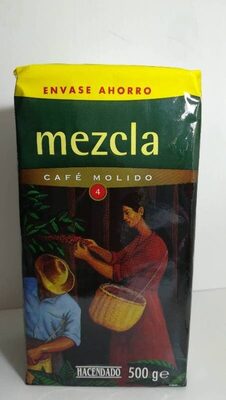 ENVASE AHORRO
mezcla
CAFÉ MOLIDO
4
HACENDADO 500 g℮